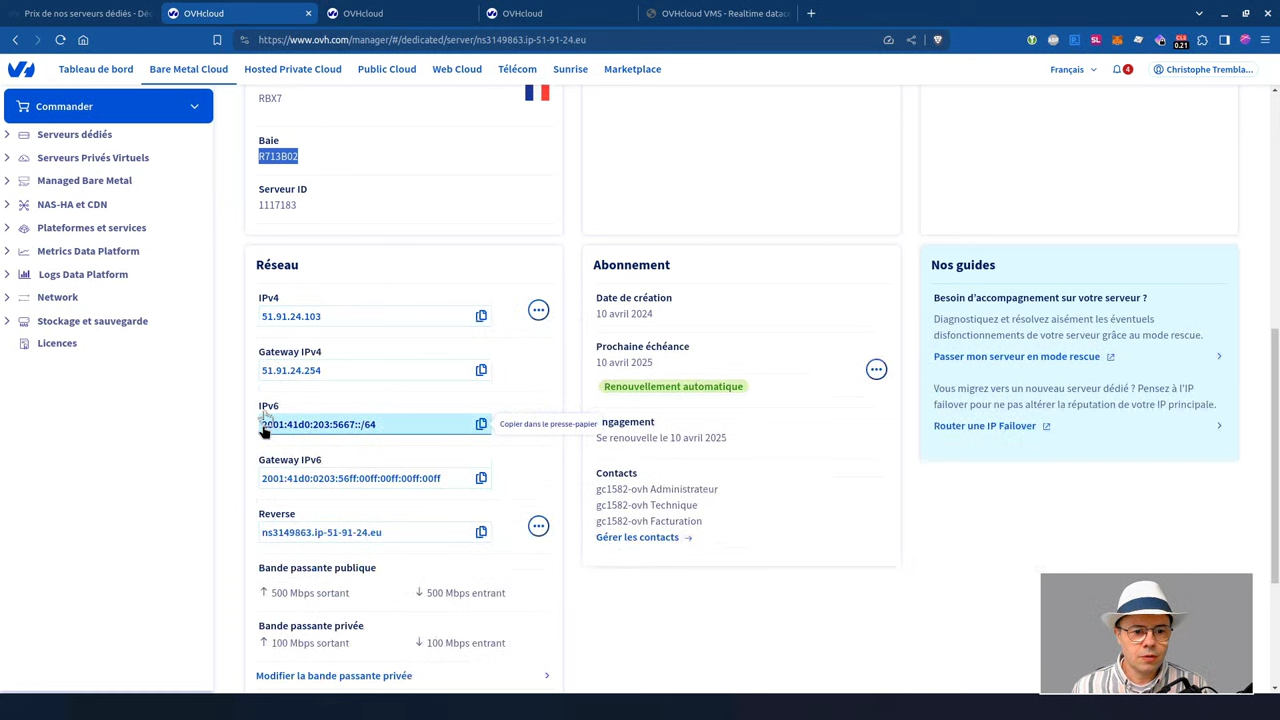 Prix de nos serveurs dédiés - Dé
OVHcloud
OVHcloud
OVHcloud
OVHcloud VMS - Realtime datac
https://www.ovh.com/manager/#/dedicated/server/ns3149863.ip-51-91-24.eu
0.21
Tableau de bord
Bare Metal Cloud
Hosted Private Cloud
Public Cloud
Web Cloud
Télécom
Sunrise
Marketplace
Français
4
Christophe Trembla...
Commander
Serveurs dédiés
Serveurs Privés Virtuels
Managed Bare Metal
NAS-HA et CDN
Plateformes et services
Metrics Data Platform
Logs Data Platform
Network
Stockage et sauvegarde
Licences
RBX7
Baie
R713B02
Serveur ID
1117183
Réseau
IPv4
51.91.24.103
Gateway IPv4
51.91.24.254
IPv6
2001:41d0:203:5667::/64
Copier dans le presse-papier
Gateway IPv6
2001:41d0:0203:56ff:00ff:00ff:00ff:00ff
Reverse
ns3149863.ip-51-91-24.eu
Bande passante publique
500 Mbps sortant
500 Mbps entrant
Bande passante privée
100 Mbps sortant
100 Mbps entrant
Modifier la bande passante privée
Abonnement
Date de création
10 avril 2024
Prochaine échéance
10 avril 2025
Renouvellement automatique
ngagement
Se renouvelle le 10 avril 2025
Contacts
gc1582-ovh Administrateur
gc1582-ovh Technique
gc1582-ovh Facturation
Gérer les contacts →
Nos guides
Besoin d'accompagnement sur votre serveur ?
Diagnostiquez et résolvez aisément les éventuels
disfonctionnements de votre serveur grâce au mode rescue.
Passer mon serveur en mode rescue
Vous migrez vers un nouveau serveur dédié ? Pensez à l'IP
failover pour ne pas altérer la réputation de votre IP principale.
Router une IP Failover